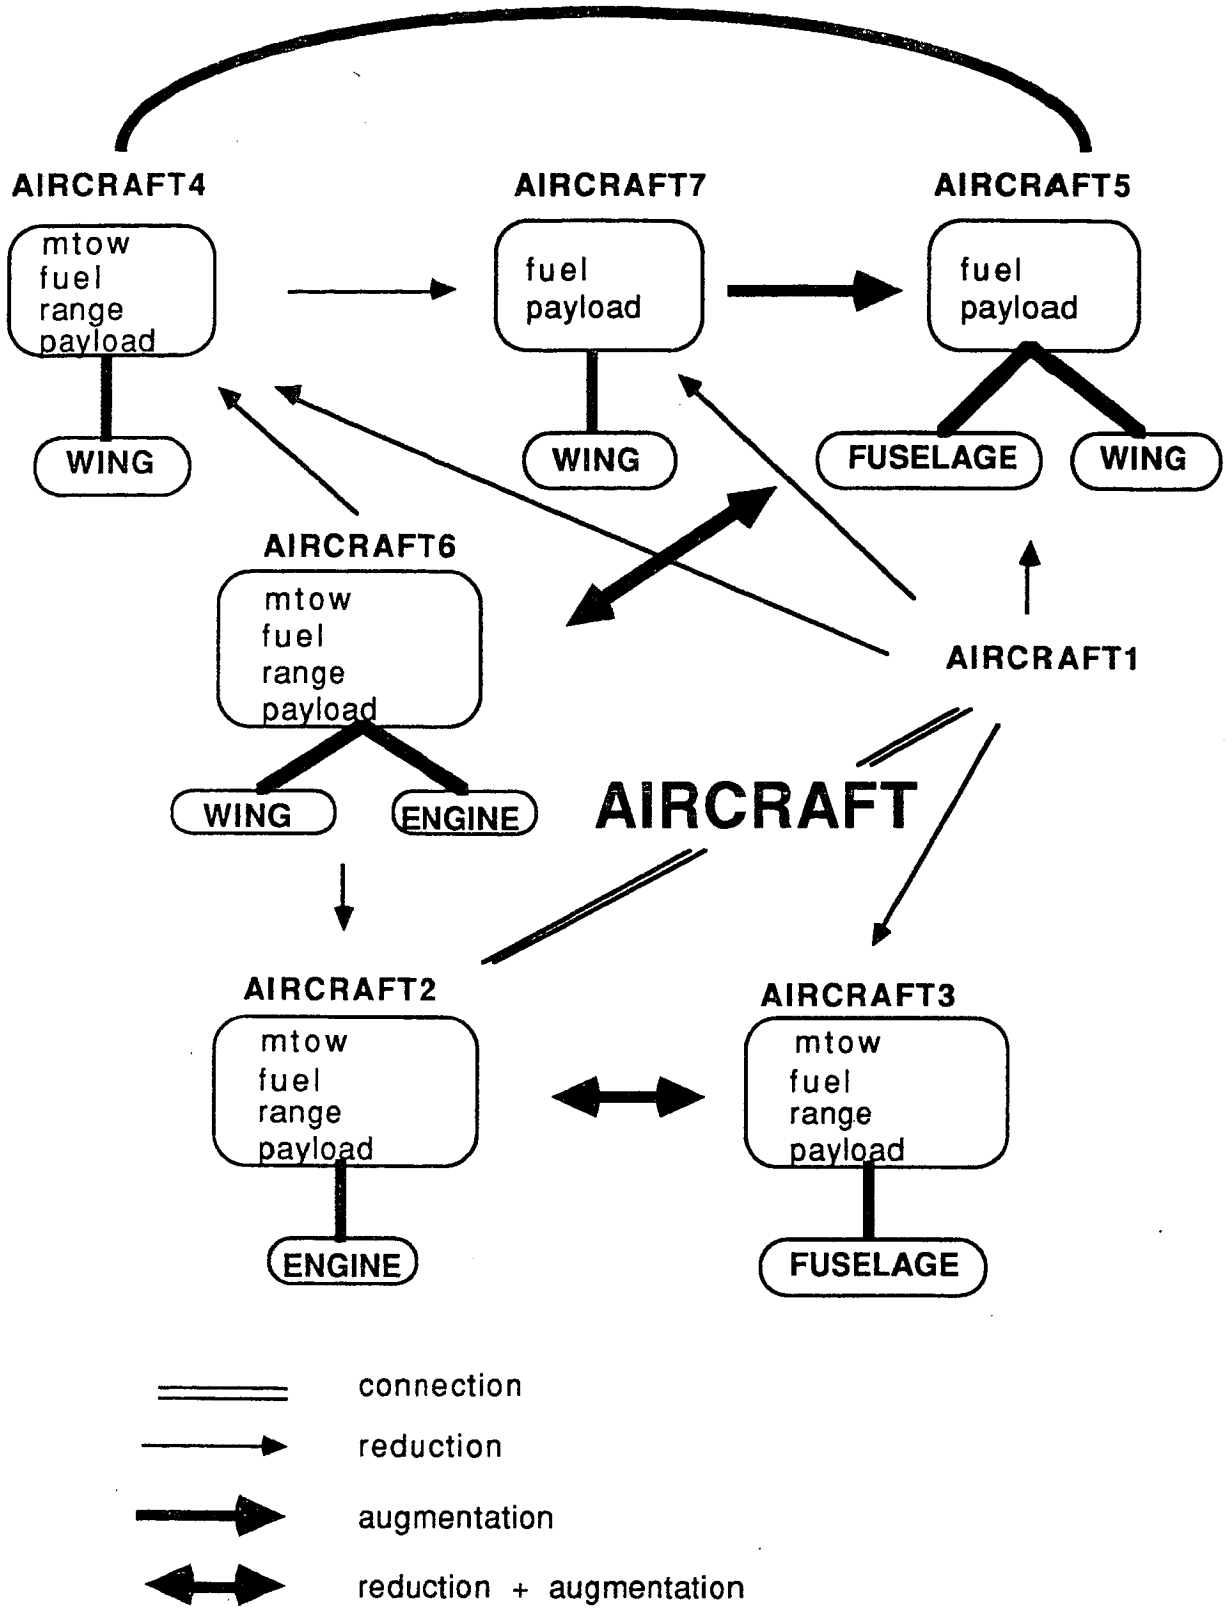 AIRCRAFT4
mtow
fuel
range
payload
WING
AIRCRAFT7
fuel
payload
WING
AIRCRAFT5
fuel
payload
FUSELAGE
WING
AIRCRAFT6
mtow
fuel
range
payload
WING
ENGINE
AIRCRAFT1
AIRCRAFT
AIRCRAFT2
mtow
fuel
range
payload
ENGINE
AIRCRAFT3
mtow
fuel
range
payload
FUSELAGE
connection
reduction
augmentation
reduction + augmentation